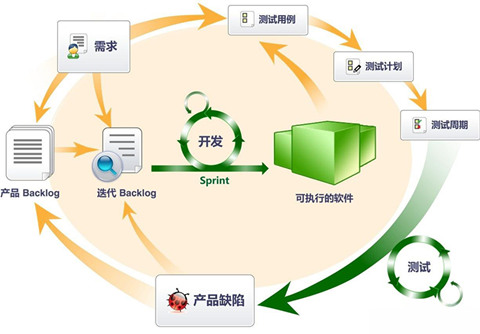 需求
测试用例
测试计划
测试周期
开发
Sprint
产品 Backlog
迭代 Backlog
可执行的软件
测试
产品缺陷